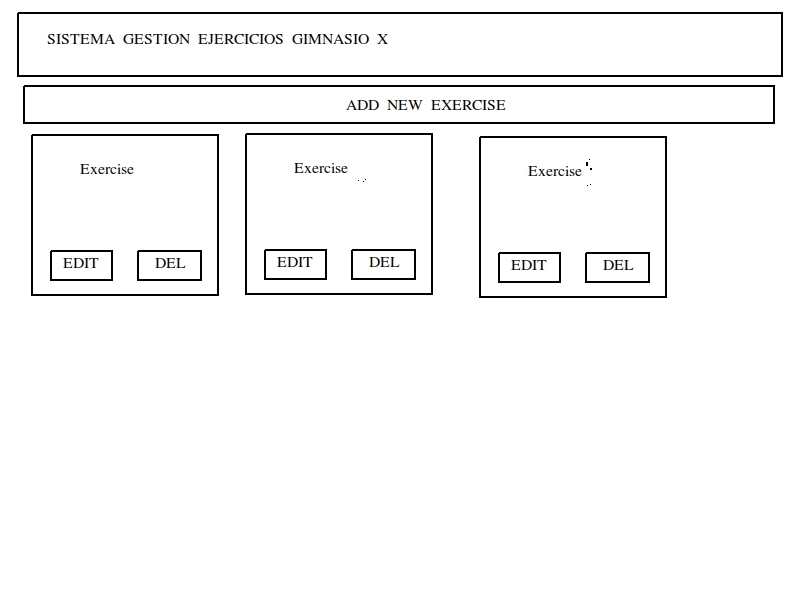 SISTEMA GESTION EJERCICIOS GIMNASIO X
ADD NEW EXERCISE
Exercise
EDIT DEL
Exercise
EDIT DEL
Exercise
EDIT DEL